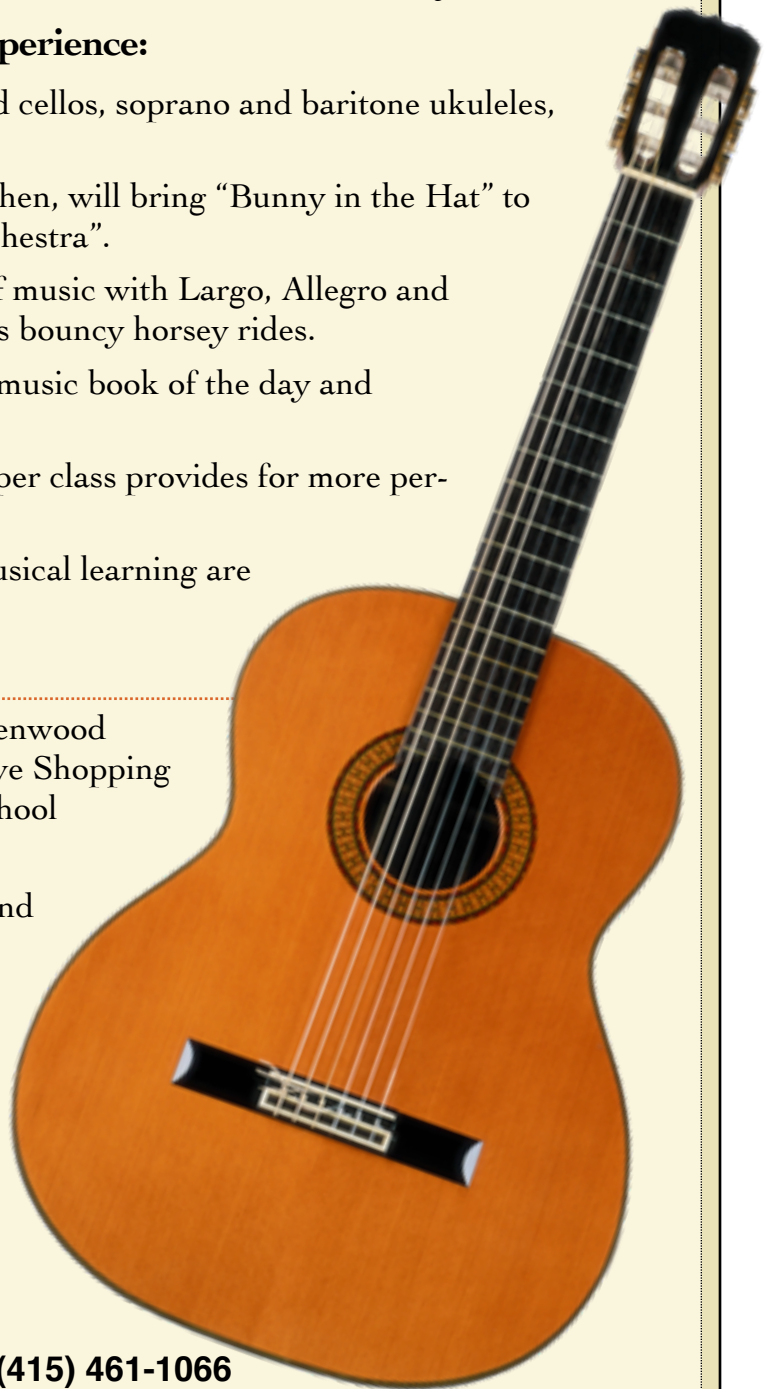 perience:
d cellos, soprano and baritone ukuleles,
hen, will bring “Bunny in the Hat” to
hestra”.
f music with Largo, Allegro and
s bouncy horsey rides.
music book of the day and
per class provides for more per-
usical learning are
enwood
ve Shopping
hool
nd
(415) 461-1066